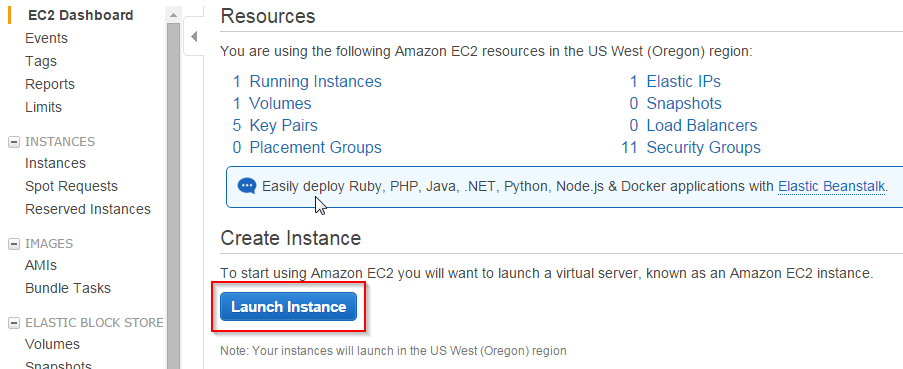 EC2 Dashboard
Events
Tags
Reports
Limits
INSTANCES
Instances
Spot Requests
Reserved Instances
IMAGES
AMIs
Bundle Tasks
ELASTIC BLOCK STORE
Volumes
Snapshots
Resources
You are using the following Amazon EC2 resources in the US West (Oregon) region:
1 Running Instances
1 Elastic IPs
1 Volumes
0 Snapshots
5 Key Pairs
0 Load Balancers
0 Placement Groups
11 Security Groups
Easily deploy Ruby, PHP, Java, .NET, Python, Node.js & Docker applications with Elastic Beanstalk.
Create Instance
To start using Amazon EC2 you will want to launch a virtual server, known as an Amazon EC2 instance.
Launch Instance
Note: Your instances will launch in the US West (Oregon) region